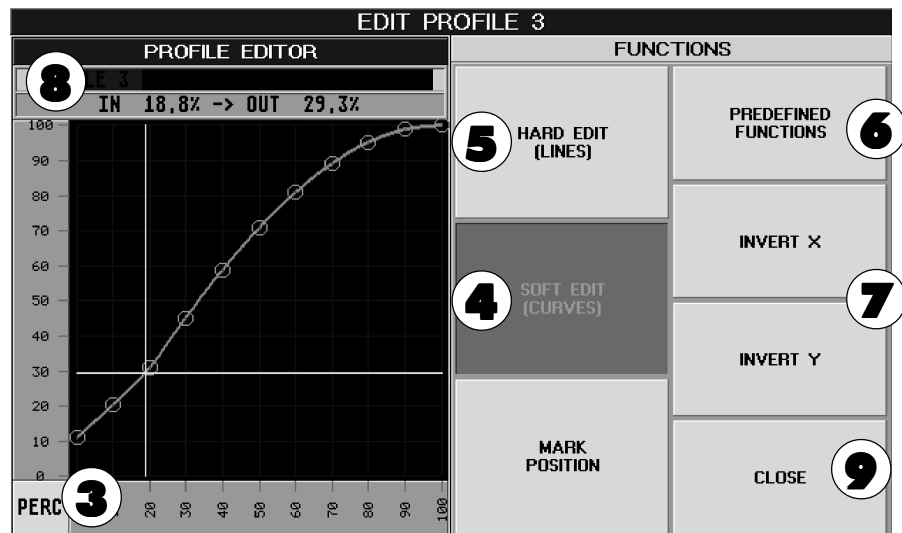 EDIT PROFILE 3
PROFILE EDITOR
8
LE 3
IN 18,8% -> OUT 29,3%
100
90
80
70
60
50
40
30
20
10
0
PERC
3
20
30
40
50
60
70
80
90
100
FUNCTIONS
5
HARD EDIT
(LINES)
PREDEFINED
FUNCTIONS
6
4
SOFT EDIT
(CURVES)
INVERT X
7
INVERT Y
MARK
POSITION
CLOSE
9